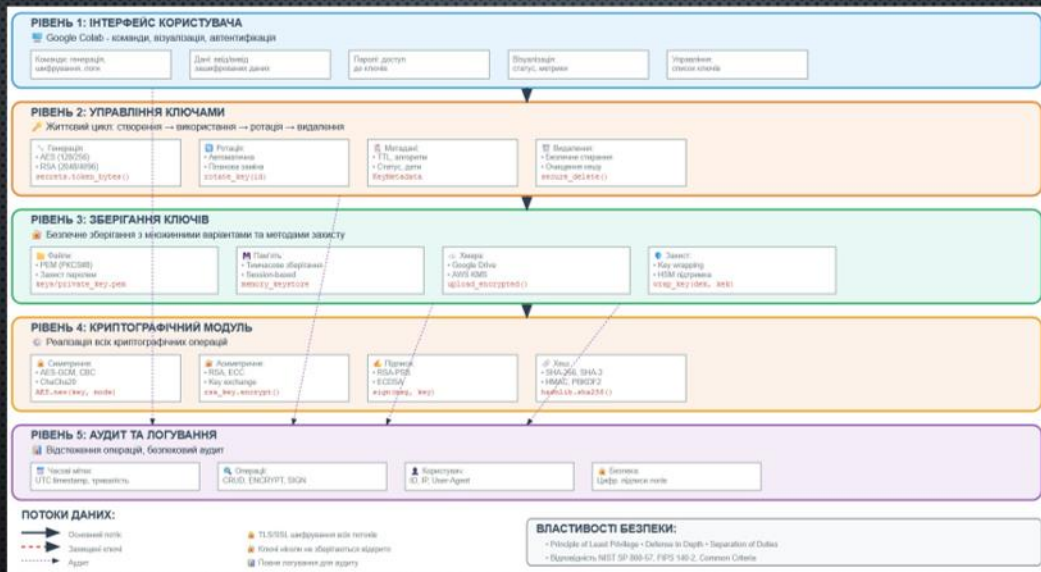 РІВЕНЬ 1: ІНТЕРФЕЙС КОРИСТУВАЧА
Google Colab - команди, візуалізація, автентифікація
Команди: генерація,
шифрування, логи
Дані: ввід/вивід
зашифрованих даних
Паролі: доступ
до ключів
Візуалізація:
статус, метрики
Управління:
список ключів
РІВЕНЬ 2: УПРАВЛІННЯ КЛЮЧАМИ
Життєвий цикл: створення → використання → ротація → видалення
Генерація:
• AES (128/256)
• RSA (2048/4096)
secrets.token_bytes()
Ротація:
• Автоматична
• Планова заміна
rotate_key(id)
Метадані:
• TTL, алгоритм
• Статус, дати
KeyMetadata
Видалення:
• Безпечне стирання
• Очищення кешу
secure_delete()
РІВЕНЬ 3: ЗБЕРІГАННЯ КЛЮЧІВ
Безпечне зберігання з множинними варіантами та методами захисту
Файли:
• PEM (PKCS#8)
• Захист паролем
keys/private_key.pem
Пам'ять:
• Тимчасове зберігання
• Session-based
memory_keystore
Хмара:
• Google Drive
• AWS KMS
upload_encrypted()
Захист:
• Key wrapping
• HSM підтримка
wrap_key(dek, kek)
РІВЕНЬ 4: КРИПТОГРАФІЧНИЙ МОДУЛЬ
Реалізація всіх криптографічних операцій
Симетричне:
• AES-GCM, CBC
• ChaCha20
AES.new(key, mode)
Асиметричне:
• RSA, ECC
• Key exchange
rsa_key.encrypt()
Підписи:
• RSA-PSS
• ECDSA
sign(msg, key)
Хеш:
• SHA-256, SHA-3
• HMAC, PBKDF2
hashlib.sha256()
РІВЕНЬ 5: АУДИТ ТА ЛОГУВАННЯ
Відстеження операцій, безпековий аудит
Часові мітки:
UTC timestamp, тривалість
Операції:
CRUD, ENCRYPT, SIGN
Користувач:
ID, IP, User-Agent
Безпека:
Цифр. підписи логів
ПОТОКИ ДАНИХ:
Основний потік
Захищені ключі
Аудит
TLS/SSL шифрування всіх потоків
Ключі ніколи не зберігаються відкрито
Повне логування для аудиту
ВЛАСТИВОСТІ БЕЗПЕКИ:
• Principle of Least Privilege • Defense in Depth • Separation of Duties
• Відповідність NIST SP 800-57, FIPS 140-2, Common Criteria